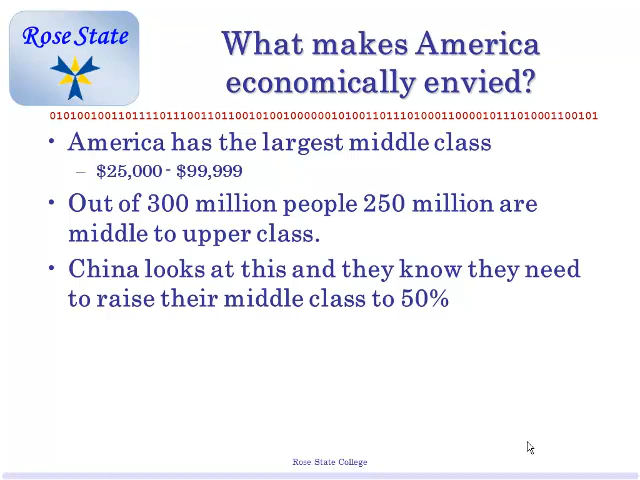 Rose State
What makes America
economically envied?
01010010011011110111001101100101001000000101001101110100011000010111010001100101
• America has the largest middle class
– $25,000 - $99,999
• Out of 300 million people 250 million are
middle to upper class.
• China looks at this and they know they need
to raise their middle class to 50%
Rose State College